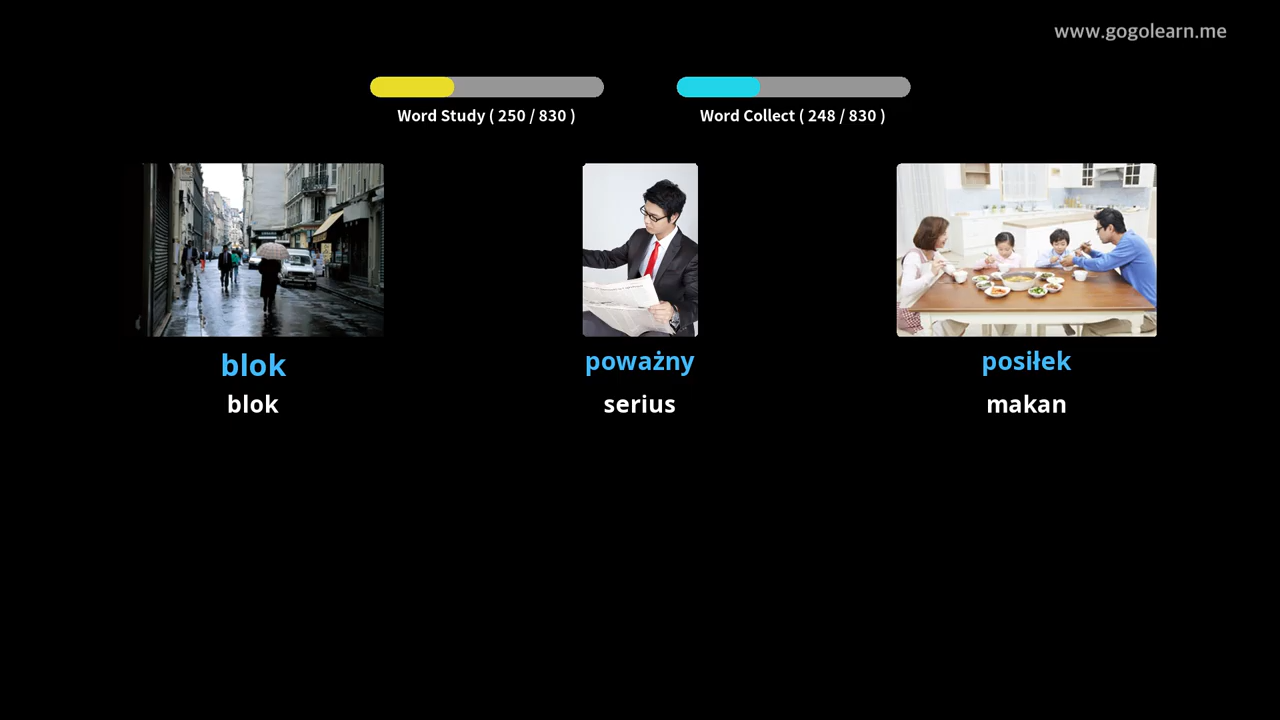 www.gogolearn.me
Word Study ( 250 / 830 )
Word Collect ( 248 / 830 )
blok
blok
poważny
serius
posiłek
makan